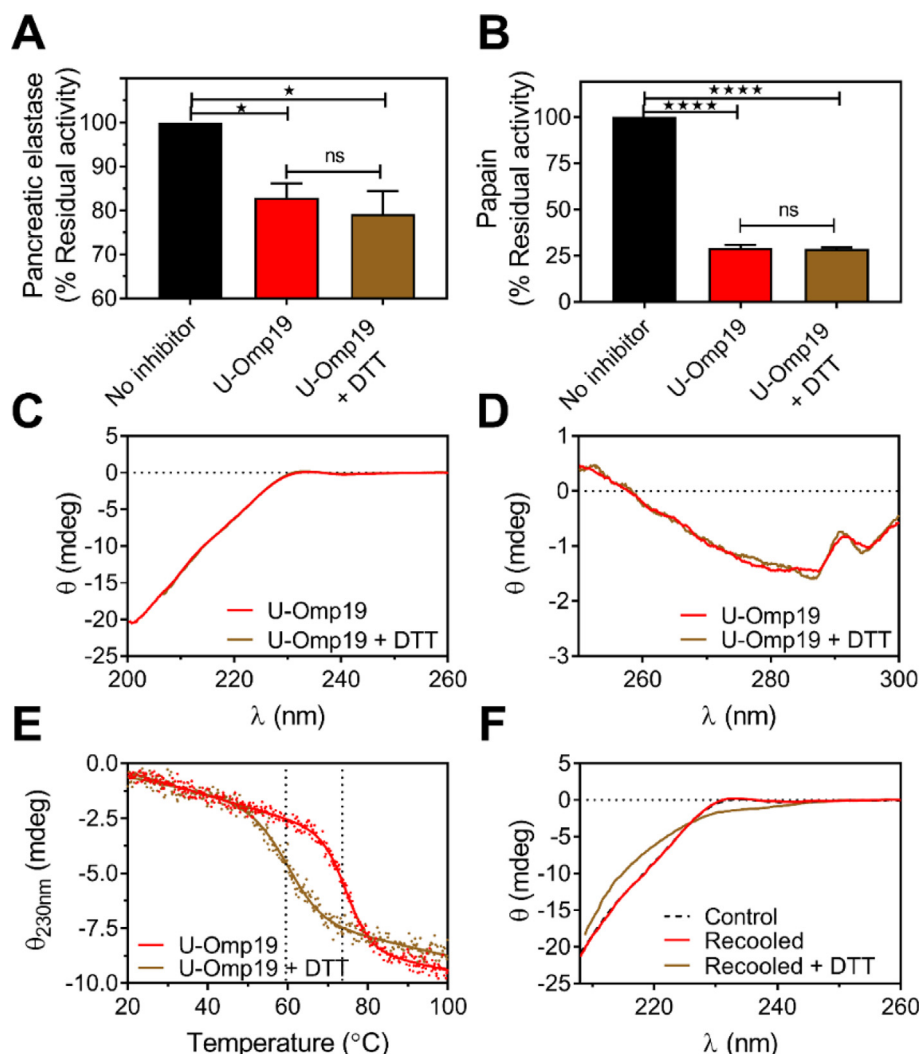 A
Pancreatic elastase
(% Residual activity)
100
90
80
70
60
★
★
ns
No inhibitor
U-Omp19
U-Omp19
+ DTT
B
Papain
(% Residual activity)
100
75
50
25
0
★★★★
★★★★
ns
No inhibitor
U-Omp19
U-Omp19
+ DTT
C
θ (mdeg)
5
0
-5
-10
-15
-20
-25
U-Omp19
U-Omp19 + DTT
200 220 240 260
λ (nm)
D
θ (mdeg)
1
0
-1
-2
-3
U-Omp19
U-Omp19 + DTT
260 280 300
λ (nm)
E
θ230nm (mdeg)
0.0
-2.5
-5.0
-7.5
-10.0
U-Omp19
U-Omp19 + DTT
20 40 60 80 100
Temperature (°C)
F
θ (mdeg)
5
0
-5
-10
-15
-20
-25
Control
Recooled
Recooled + DTT
220 240 260
λ (nm)